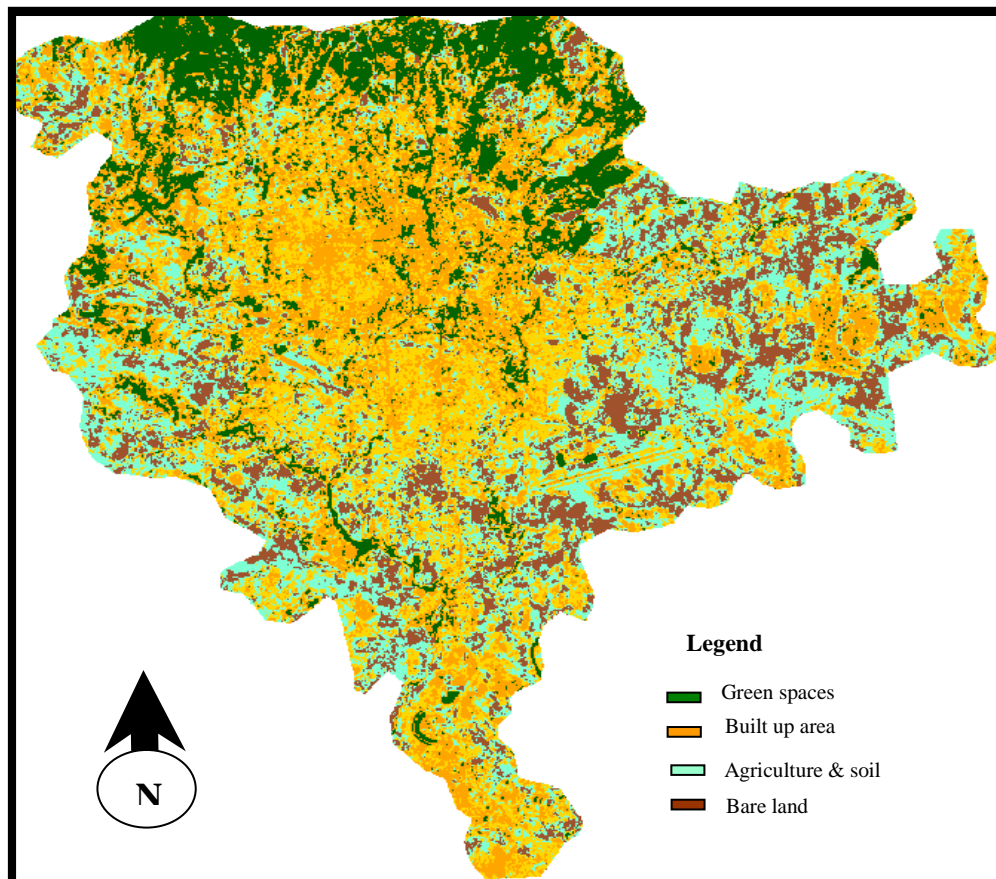 Legend
Green spaces
Built up area
Agriculture & soil
Bare land
N